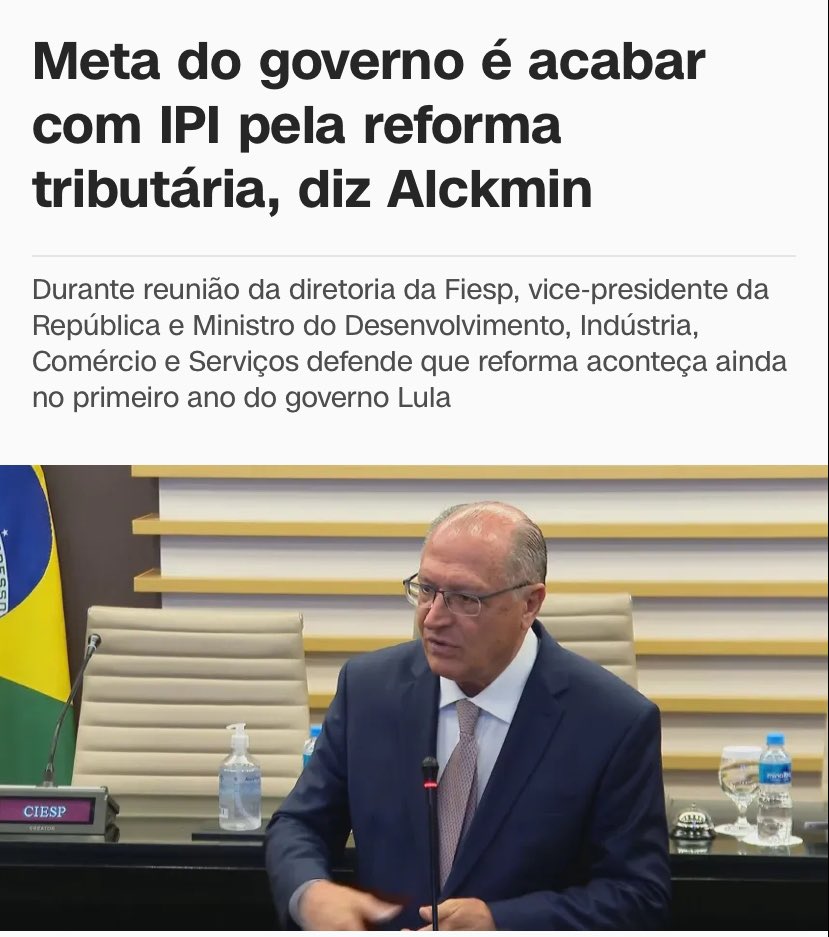 Meta do governo é acabar
com IPI pela reforma
tributária, diz Alckmin
Durante reunião da diretoria da Fiesp, vice-presidente da
República e Ministro do Desenvolvimento, Indústria,
Comércio e Serviços defende que reforma aconteça ainda
no primeiro ano do governo Lula
CIESP